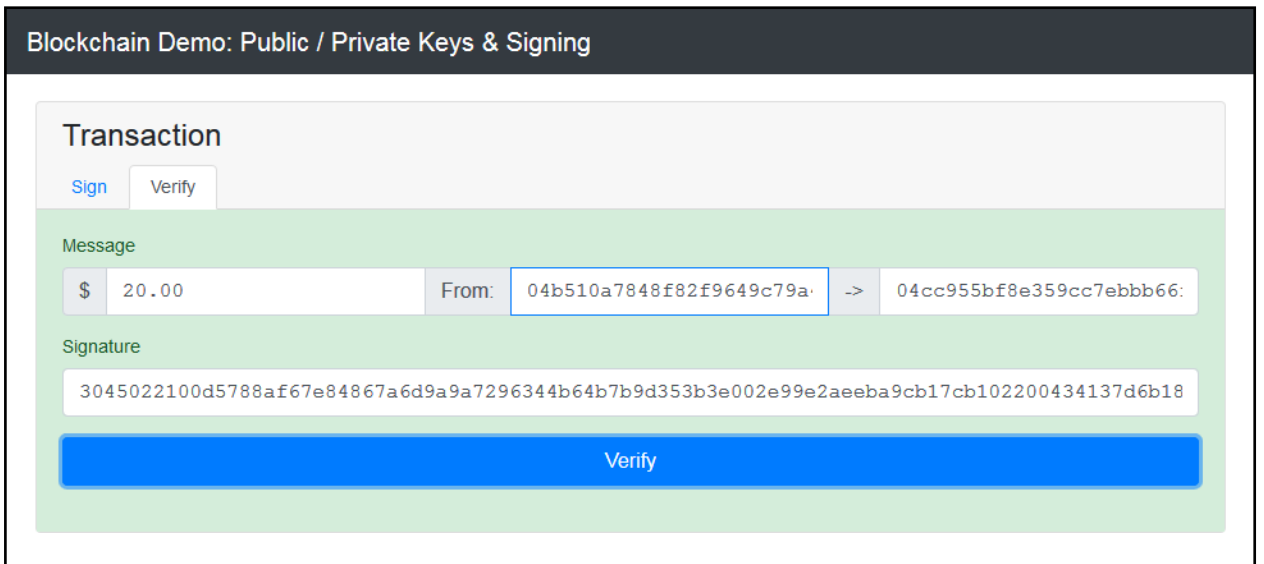 Blockchain Demo: Public / Private Keys & Signing
Transaction
Sign Verify
Message
$ 20.00 From: 04b510a7848f82f9649c79a -> 04cc955bf8e359cc7ebbb66
Signature
3045022100d5788af67e84867a6d9a9a7296344b64b7b9d353b3e002e99e2aeeba9cb17cb102200434137d6b18
Verify